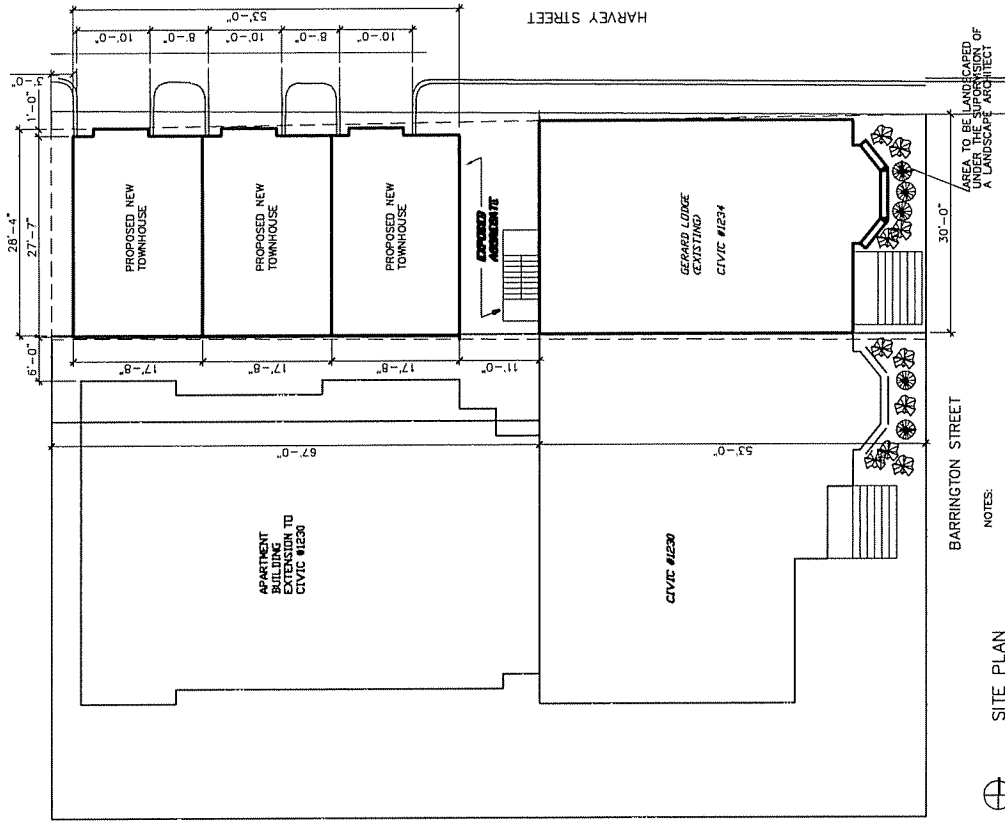 53'-0"
10'-0"
8'-0"
10'-0"
8'-0"
10'-0"
HARVEY STREET
3'-0"
1'-0"
28'-4"
27'-7"
6'-0"
PROPOSED NEW
TOWNHOUSE
PROPOSED NEW
TOWNHOUSE
PROPOSED NEW
TOWNHOUSE
EXPOSED
AGGREGATE
17'-8"
17'-8"
17'-8"
11'-0"
GERARD LODGE
(EXISTING)
CIVIC #1234
AREA TO BE LANDSCAPED
UNDER THE SUPORVISION OF
A LANDSCAPE ARCHITECT
30'-0"
67'-0"
53'-0"
APARTMENT
BUILDING
EXTENSION TO
CIVIC #1230
CIVIC #1230
BARRINGTON STREET
NOTES:
SITE PLAN